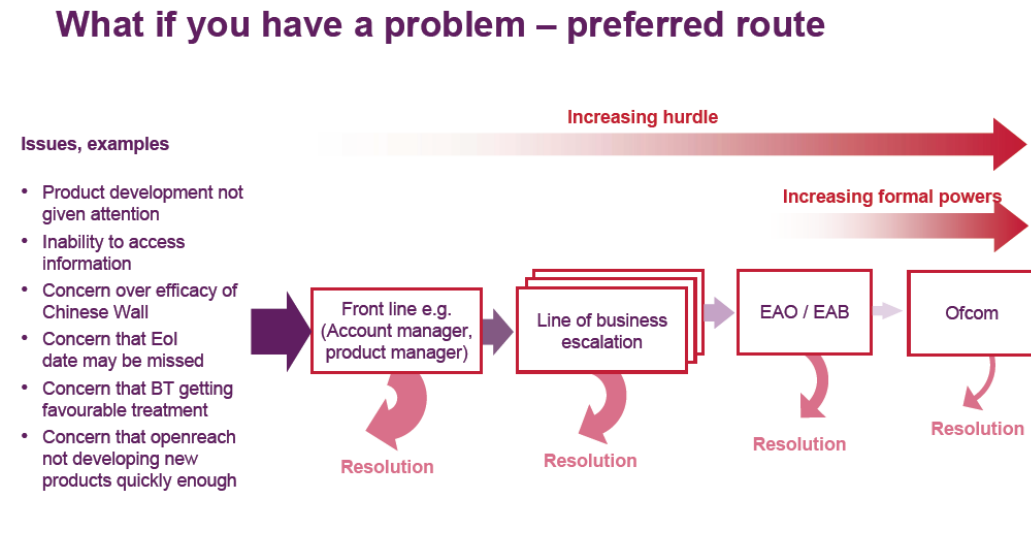 What if you have a problem – preferred route
Increasing hurdle
Issues, examples
Increasing formal powers
• Product development not
given attention
• Inability to access
information
• Concern over efficacy of
Chinese Wall
• Concern that EoI
date may be missed
• Concern that BT getting
favourable treatment
• Concern that openreach
not developing new
products quickly enough
Front line e.g.
(Account manager,
product manager)
Line of business
escalation
EAO / EAB
Ofcom
Resolution
Resolution
Resolution
Resolution